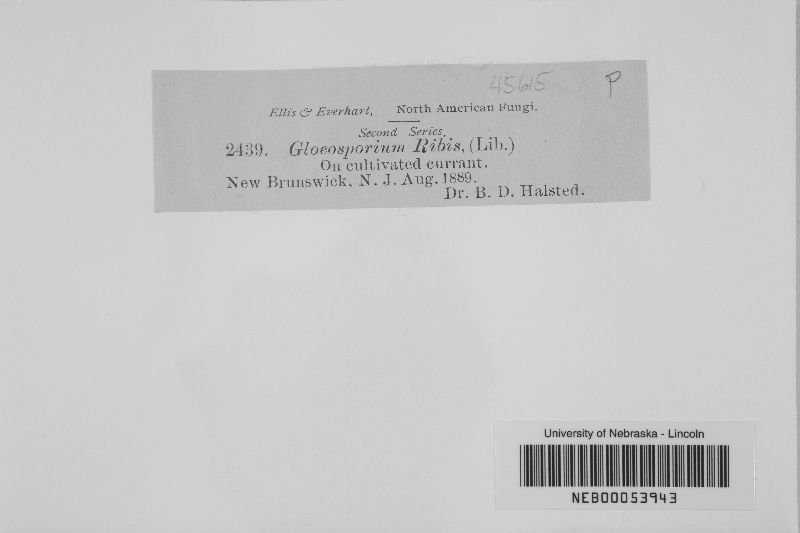 45615 P
Ellis & Everhart, North American Fungi.
Second Series,
2439. Gloeosporium Ribis, (Lib.)
On cultivated currant.
New Brunswick, N. J. Aug. 1889.
Dr. B. D. Halsted.
University of Nebraska - Lincoln
NEB00053943